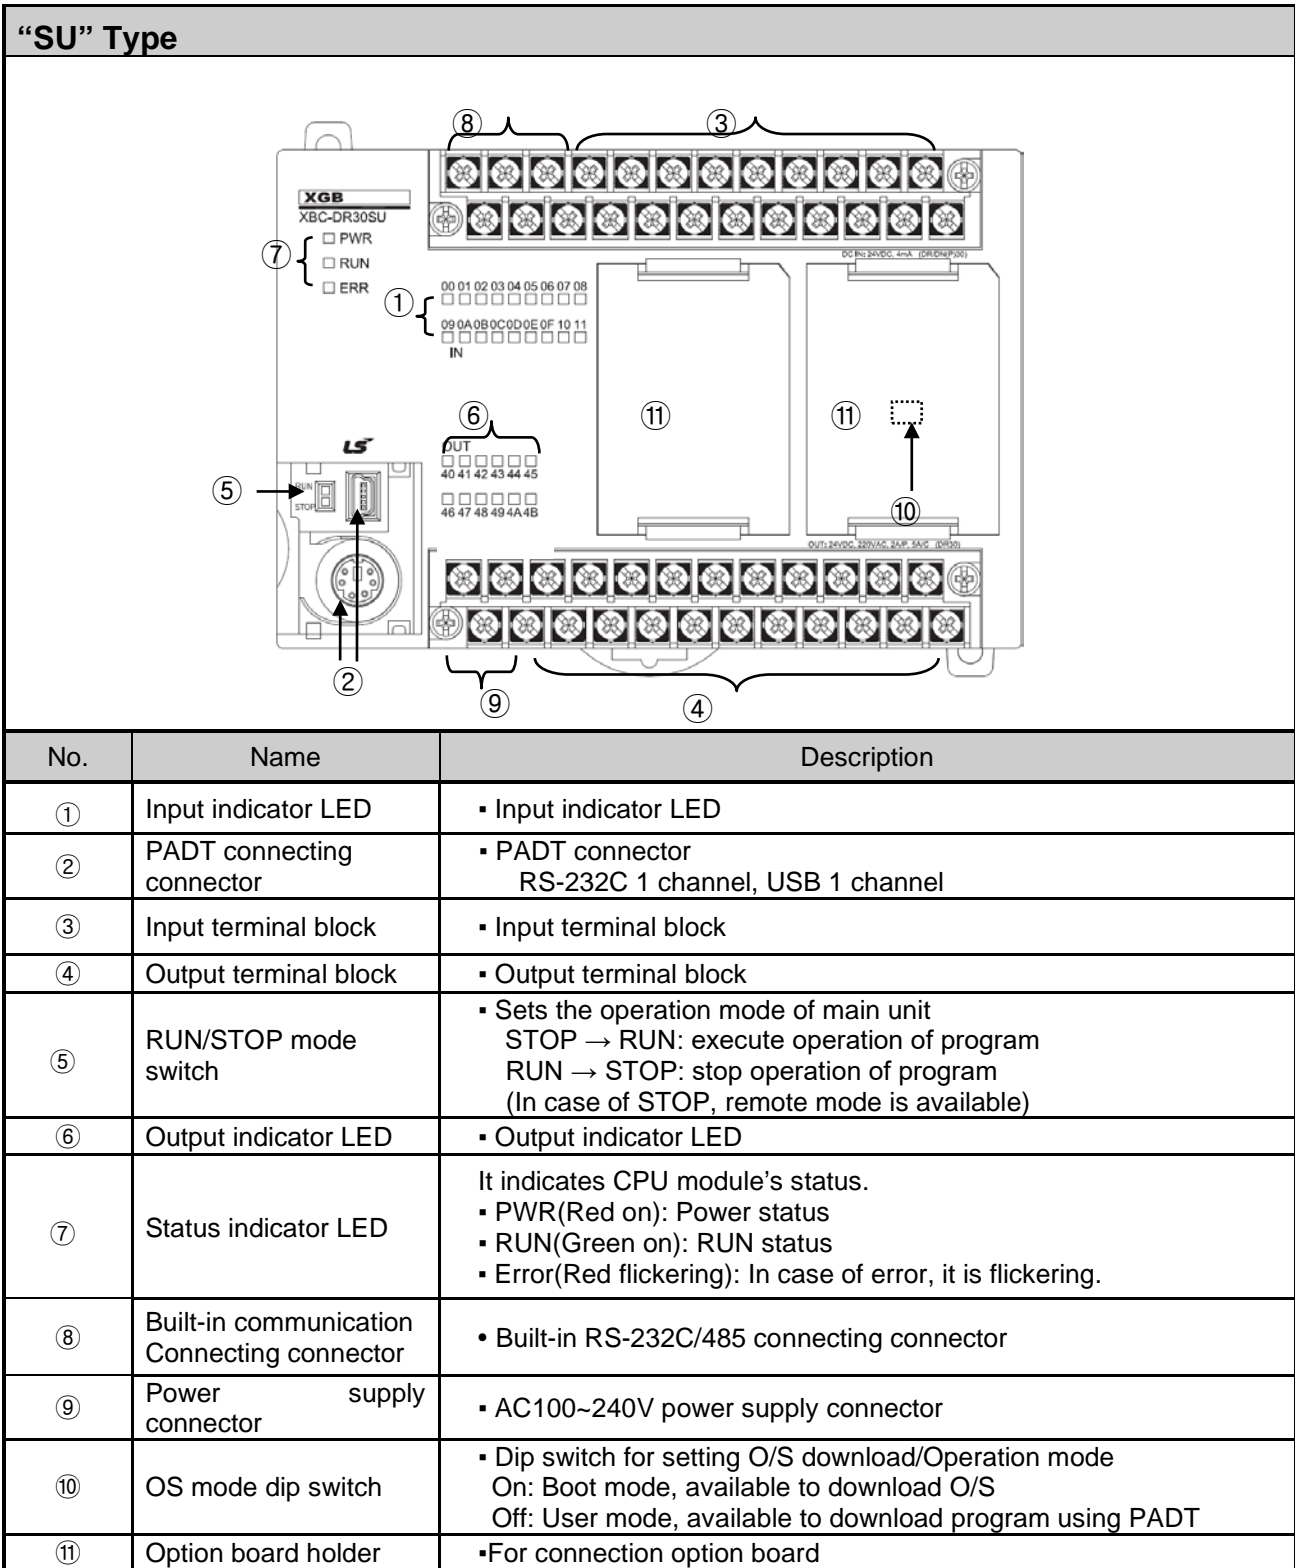 “SU” Type
⑧ ③
XGB
XBC-DR30SU
⑦
PWR
RUN
ERR
DC IN: 24VDC, 4mA (DR/DN(P)30)
①
00 01 02 03 04 05 06 07 08
09 0A 0B 0C 0D 0E 0F 10 11
IN
⑥ ⑪ ⑪
LS
OUT
40 41 42 43 44 45
⑤
RUN
STOP
46 47 48 49 4A 4B
⑩
OUT: 24VDC, 220VAC, 2A/P, 5A/C (DR30)
② ⑨ ④
No. Name Description
① Input indicator LED ▪ Input indicator LED
② PADT connecting connector ▪ PADT connector
RS-232C 1 channel, USB 1 channel
③ Input terminal block ▪ Input terminal block
④ Output terminal block ▪ Output terminal block
⑤ RUN/STOP mode switch ▪ Sets the operation mode of main unit
STOP → RUN: execute operation of program
RUN → STOP: stop operation of program
(In case of STOP, remote mode is available)
⑥ Output indicator LED ▪ Output indicator LED
⑦ Status indicator LED It indicates CPU module’s status.
▪ PWR(Red on): Power status
▪ RUN(Green on): RUN status
▪ Error(Red flickering): In case of error, it is flickering.
⑧ Built-in communication Connecting connector • Built-in RS-232C/485 connecting connector
⑨ Power supply connector ▪ AC100~240V power supply connector
⑩ OS mode dip switch ▪ Dip switch for setting O/S download/Operation mode
On: Boot mode, available to download O/S
Off: User mode, available to download program using PADT
⑪ Option board holder ▪For connection option board